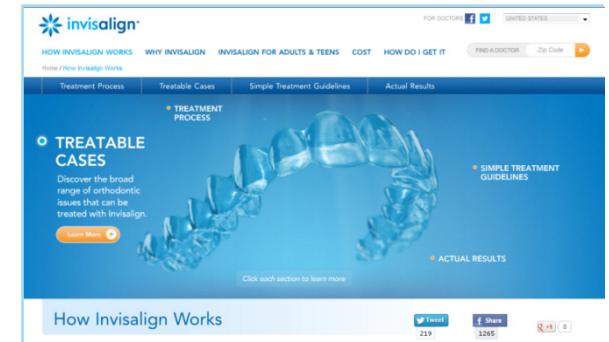 invisalign
FOR DOCTORS
UNITED STATES
HOW INVISALIGN WORKS WHY INVISALIGN INVISALIGN FOR ADULTS & TEENS COST HOW DO I GET IT
FIND A DOCTOR Zip Code
Home / How Invisalign Works
Treatment Process Treatable Cases Simple Treatment Guidelines Actual Results
TREATMENT
PROCESS
TREATABLE
CASES
Discover the broad
range of orthodontic
issues that can be
treated with Invisalign.
Learn More
SIMPLE TREATMENT
GUIDELINES
ACTUAL RESULTS
Click each section to learn more
How Invisalign Works
Tweet
219
f Share
1265
+1 8